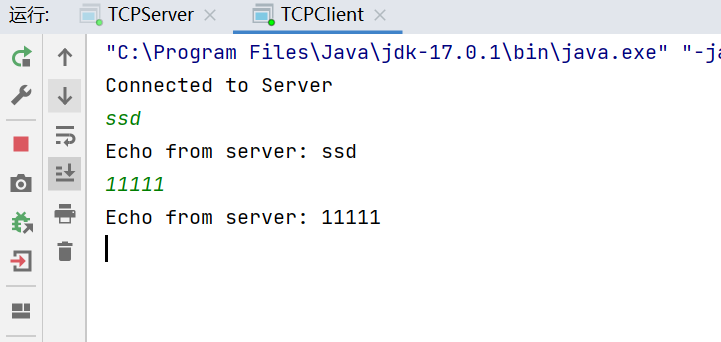 运行: TCPServer TCPClient
"C:\Program Files\Java\jdk-17.0.1\bin\java.exe" "-ja
Connected to Server
ssd
Echo from server: ssd
11111
Echo from server: 11111